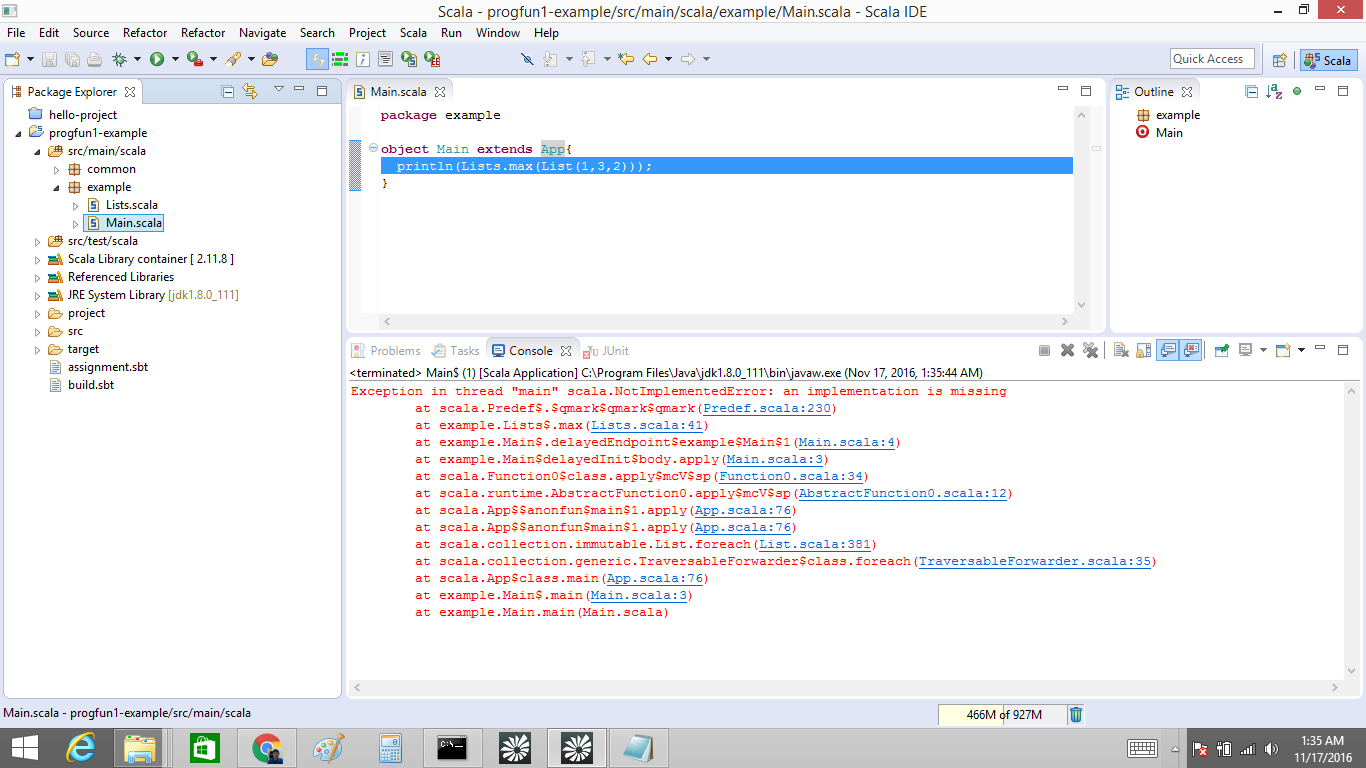 Scala - progfun1-example/src/main/scala/example/Main.scala - Scala IDE
File Edit Source Refactor Refactor Navigate Search Project Scala Run Window Help
Quick Access
Scala
Package Explorer
hello-project
progfun1-example
src/main/scala
common
example
Lists.scala
Main.scala
src/test/scala
Scala Library container [ 2.11.8 ]
Referenced Libraries
JRE System Library [jdk1.8.0_111]
project
src
target
assignment.sbt
build.sbt
Main.scala
package example
object Main extends App{
println(Lists.max(List(1,3,2)));
}
Outline
example
Main
Problems Tasks Console JUnit
<terminated> Main$ (1) [Scala Application] C:\Program Files\Java\jdk1.8.0_111\bin\javaw.exe (Nov 17, 2016, 1:35:44 AM)
Exception in thread "main" scala.NotImplementedError: an implementation is missing
at scala.Predef$.$qmark$qmark$qmark(Predef.scala:230)
at example.Lists$.max(Lists.scala:41)
at example.Main$.delayedEndpoint$example$Main$1(Main.scala:4)
at example.Main$delayedInit$body.apply(Main.scala:3)
at scala.Function0$class.apply$mcV$sp(Function0.scala:34)
at scala.runtime.AbstractFunction0.apply$mcV$sp(AbstractFunction0.scala:12)
at scala.App$$anonfun$main$1.apply(App.scala:76)
at scala.App$$anonfun$main$1.apply(App.scala:76)
at scala.collection.immutable.List.foreach(List.scala:381)
at scala.collection.generic.TraversableForwarder$class.foreach(TraversableForwarder.scala:35)
at scala.App$class.main(App.scala:76)
at example.Main$.main(Main.scala:3)
at example.Main.main(Main.scala)
Main.scala - progfun1-example/src/main/scala
466M of 927M
1:35 AM
11/17/2016